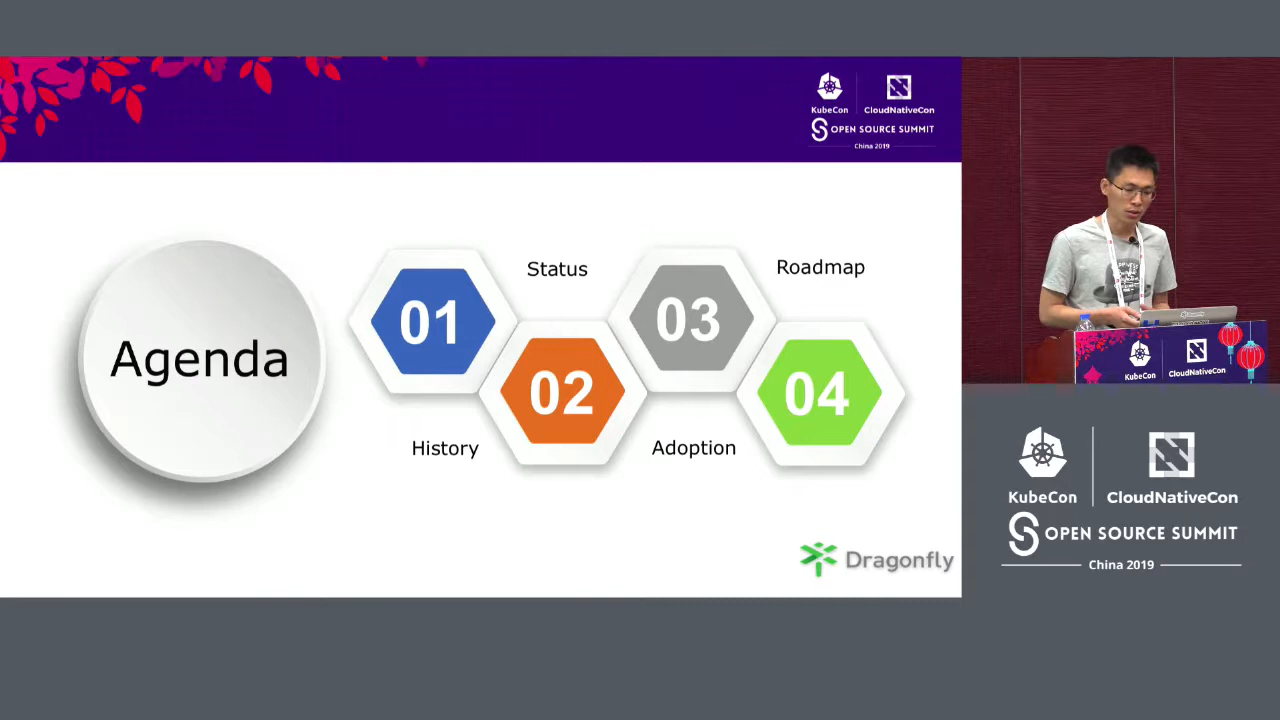 KubeCon
CloudNativeCon
OPEN SOURCE SUMMIT
China 2019
Agenda
01
Status
03
Roadmap
02
04
History
Adoption
Dragonfly
KubeCon
CloudNativeCon
KubeCon
CloudNativeCon
OPEN SOURCE SUMMIT
China 2019